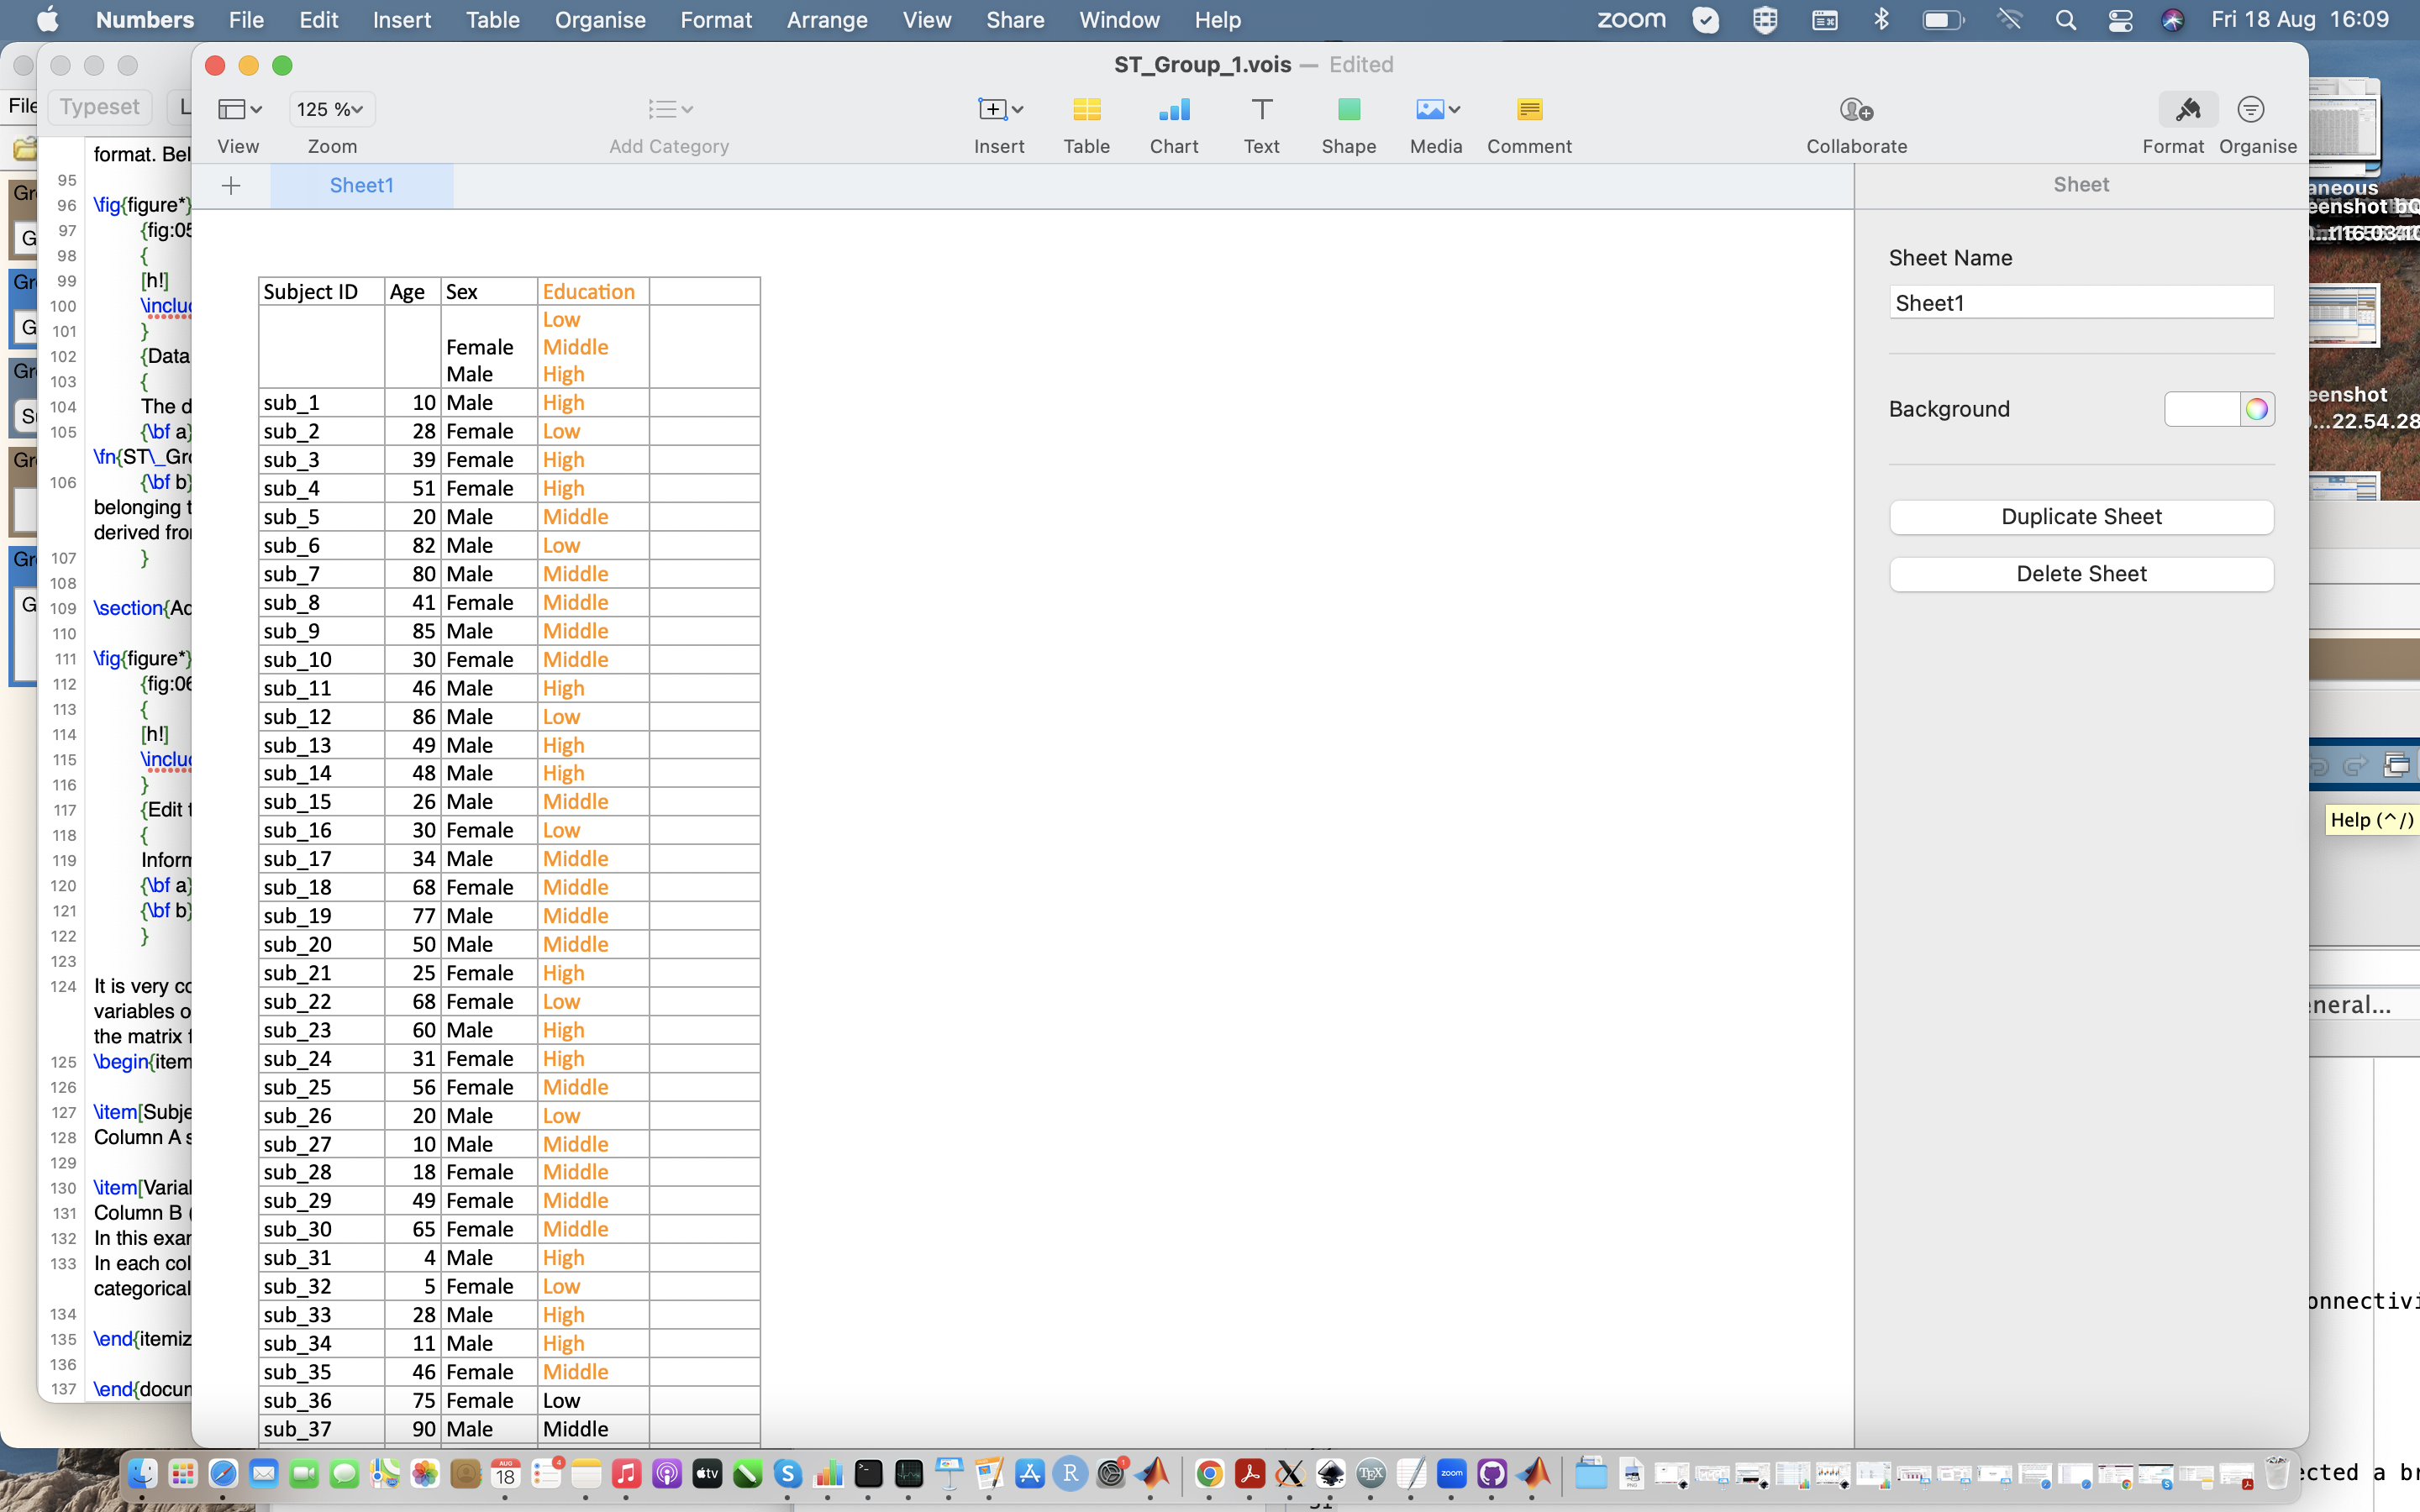 Numbers File Edit Insert Table Organise Format Arrange View Share Window Help
zoom Fri 18 Aug 16:09
ST_Group_1.vois — Edited
File Typeset
125 %
View Zoom Add Category Insert Table Chart Text Shape Media Comment Collaborate Format Organise
Sheet1
Sheet
Sheet Name
Sheet1
Background
Duplicate Sheet
Delete Sheet
Subject ID Age Sex Education
Low
Female Middle
Male High
sub_1 10 Male High
sub_2 28 Female Low
sub_3 39 Female High
sub_4 51 Female High
sub_5 20 Male Middle
sub_6 82 Male Low
sub_7 80 Male Middle
sub_8 41 Female Middle
sub_9 85 Male Middle
sub_10 30 Female Middle
sub_11 46 Male High
sub_12 86 Male Low
sub_13 49 Male High
sub_14 48 Male High
sub_15 26 Male Middle
sub_16 30 Female Low
sub_17 34 Male Middle
sub_18 68 Female Middle
sub_19 77 Male Middle
sub_20 50 Male Middle
sub_21 25 Female High
sub_22 68 Female Low
sub_23 60 Male High
sub_24 31 Female High
sub_25 56 Female Middle
sub_26 20 Male Low
sub_27 10 Male Middle
sub_28 18 Female Middle
sub_29 49 Female Middle
sub_30 65 Female Middle
sub_31 4 Male High
sub_32 5 Female Low
sub_33 28 Male High
sub_34 11 Male High
sub_35 46 Female Middle
sub_36 75 Female Low
sub_37 90 Male Middle
format. Bel
95
96 \fig{figure*}
97 {fig:05
98 {
99 [h!]
100 \includ
101 }
102 {Data
103 {
104 The d
105 {\bf a}
\fn{ST\_Gro
106 {\bf b}
belonging t
derived from
107 }
108
109 \section{Ad
110
111 \fig{figure*}
112 {fig:06
113 {
114 [h!]
115 \includ
116 }
117 {Edit t
118 {
119 Inform
120 {\bf a}
121 {\bf b}
122 }
123
124 It is very co
variables o
the matrix f
125 \begin{item
126
127 \item[Subje
128 Column A s
129
130 \item[Varial
131 Column B (
132 In this exam
133 In each col
categorical
134
135 \end{itemiz
136
137 \end{docum
aneous
eenshot
eenshot
...22.54.28
Help (^/)
eneral...
onnectivi
ected a br
AUG
18
4
tv
1
zoom
TeX